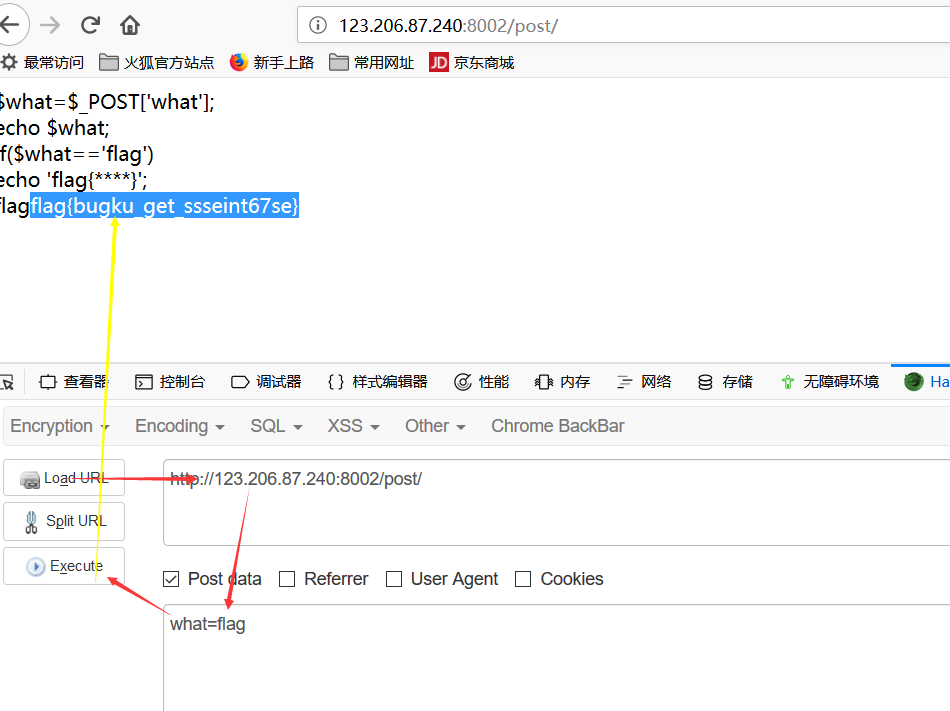 123.206.87.240:8002/post/
最常访问 火狐官方站点 新手上路 常用网址 JD 京东商城
$what=$_POST['what'];
echo $what;
if($what=='flag')
echo 'flag{****}';
flagflag{bugku_get_ssseint67se}
查看器 控制台 调试器 {} 样式编辑器 性能 内存 网络 存储 无障碍环境 Ha
Encryption Encoding SQL XSS Other Chrome BackBar
Load URL http://123.206.87.240:8002/post/
Split URL
Execute
Post data Referrer User Agent Cookies
what=flag